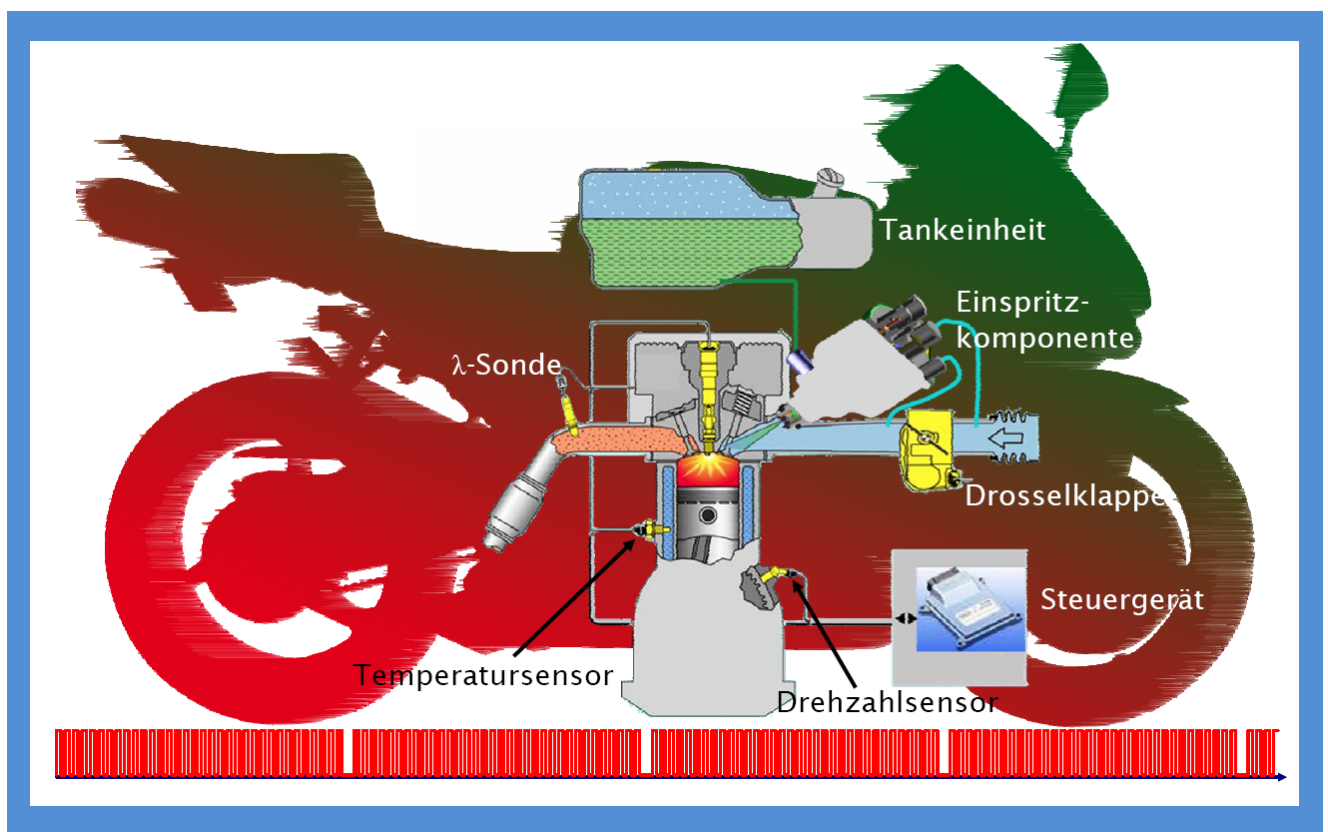 Tankeinheit
Einspritz-
komponente
λ-Sonde
Drosselklappe
Steuergerät
Temperatursensor
Drehzahlsensor